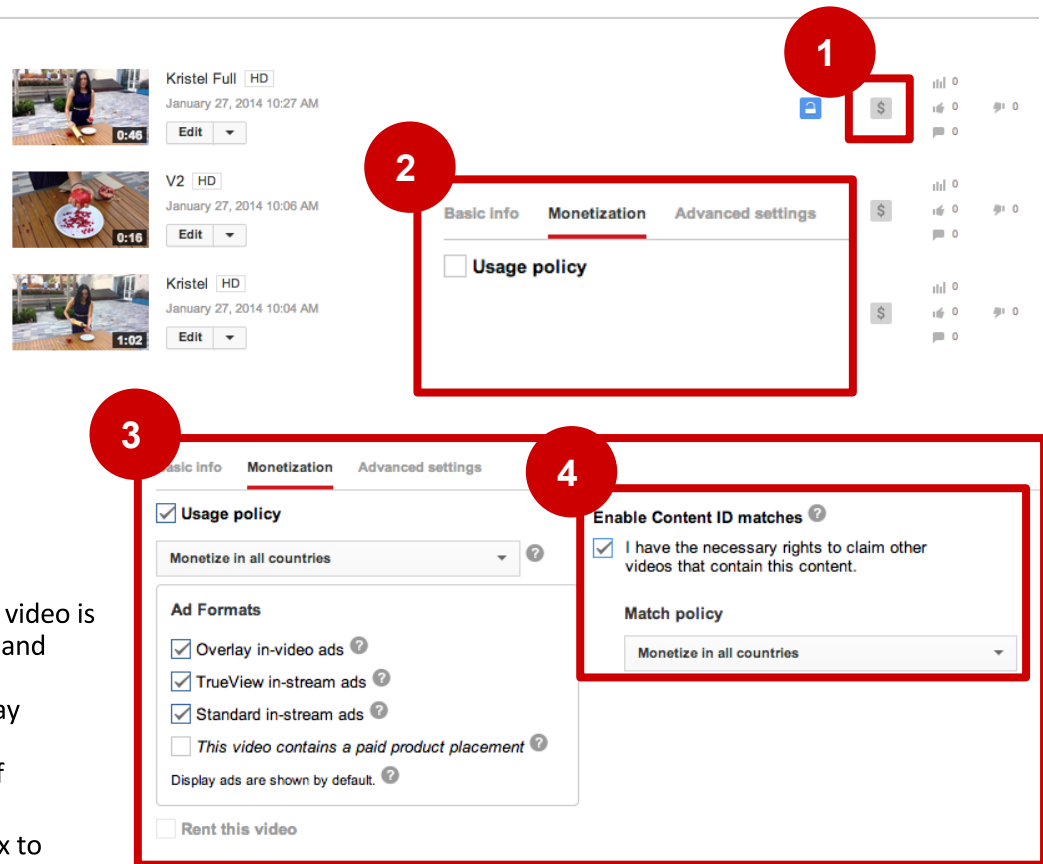 1
Kristel Full HD
January 27, 2014 10:27 AM
Edit
0:46
$
0
0
0
0
2
V2 HD
January 27, 2014 10:06 AM
Edit
0:16
Basic info Monetization Advanced settings
Usage policy
$
0
0
0
0
Kristel HD
January 27, 2014 10:04 AM
Edit
1:02
$
0
0
0
0
3
Basic info Monetization Advanced settings
4
Usage policy
Monetize in all countries ?
Ad Formats
Overlay in-video ads ?
TrueView in-stream ads ?
Standard in-stream ads ?
This video contains a paid product placement ?
Display ads are shown by default. ?
Rent this video
Enable Content ID matches ?
I have the necessary rights to claim other
videos that contain this content.
Match policy
Monetize in all countries
video is
and